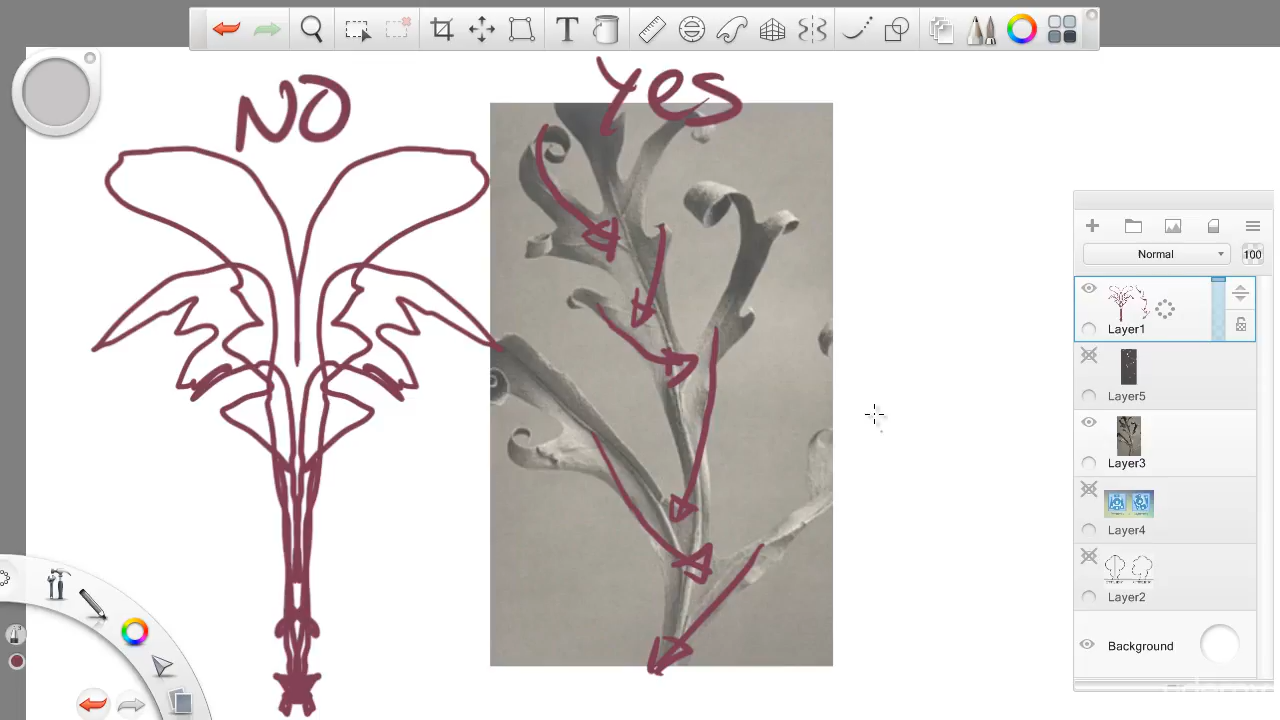 T
NO
Yes
Normal
100
Layer1
Layer5
Layer3
Layer4
Layer2
Background